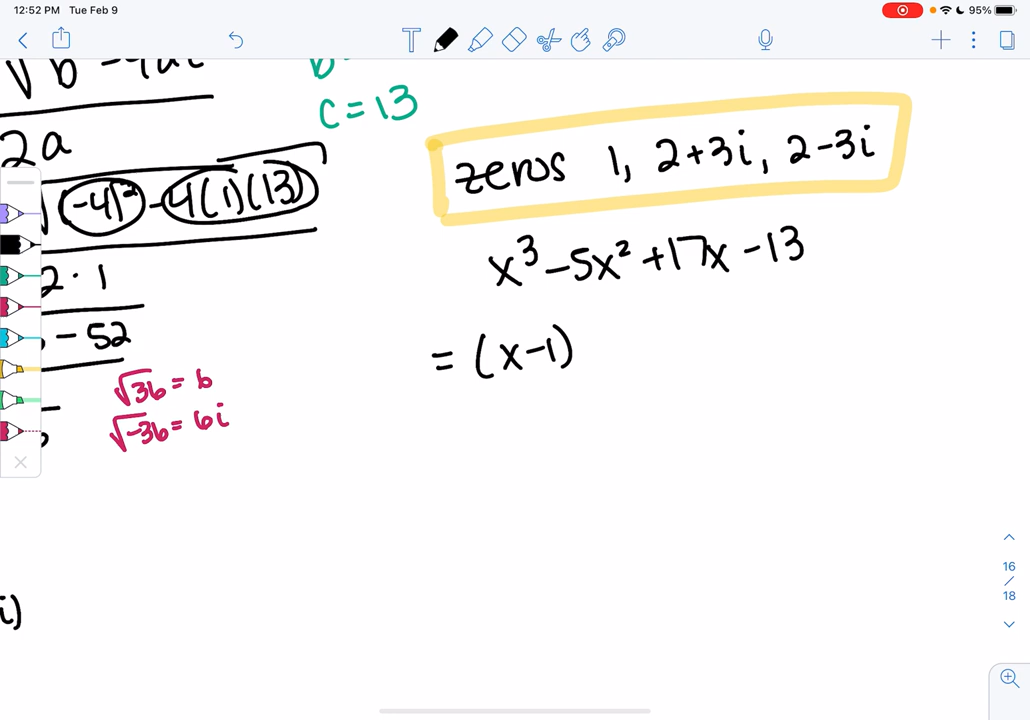 12:52 PM Tue Feb 9
95%
T
2a
c = 13
-4)² - 4(1)(13)
2 · 1
- 52
√36 = 6
√-36 = 6i
i)
zeros 1, 2+3i, 2-3i
x³ - 5x² + 17x - 13
= (x-1)
16
/
18